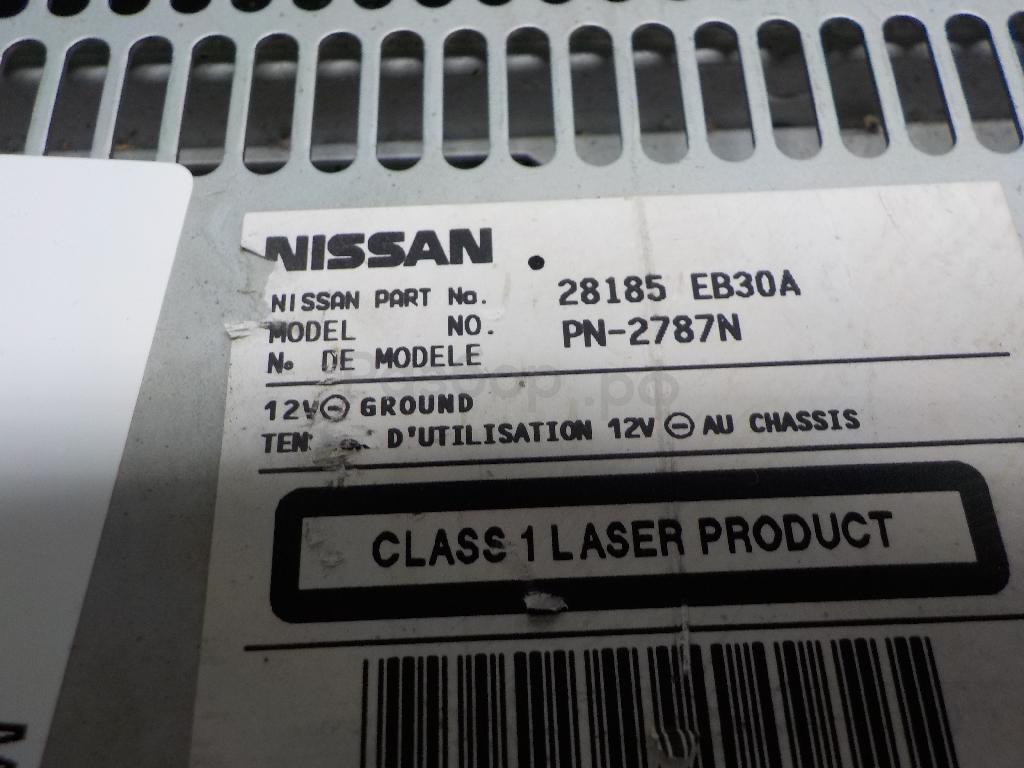 NISSAN
NISSAN PART No. 28185 EB30A
MODEL NO. PN-2787N
No DE MODELE
12V ⊖ GROUND
D'UTILISATION 12V ⊖ AU CHASSIS
CLASS 1 LASER PRODUCT